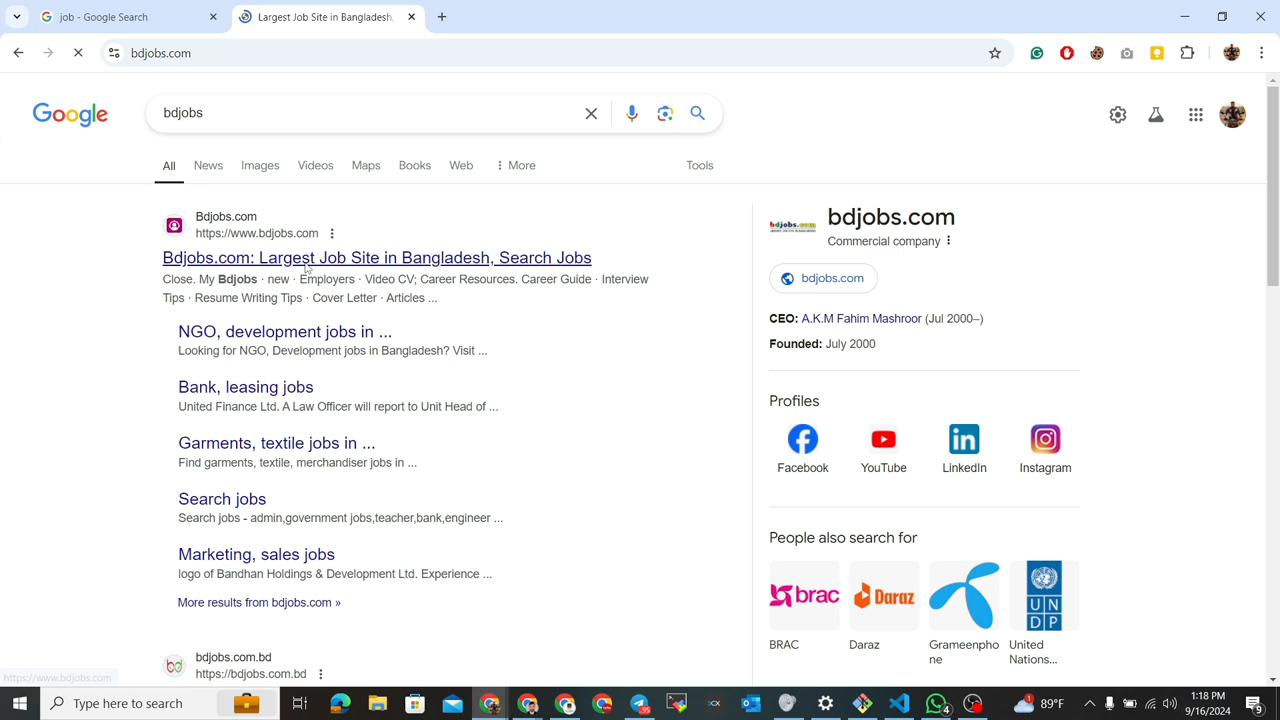 job - Google Search
Largest Job Site in Bangladesh,
bdjobs.com
Google
bdjobs
All
News
Images
Videos
Maps
Books
Web
More
Tools
Bdjobs.com
https://www.bdjobs.com
Bdjobs.com: Largest Job Site in Bangladesh, Search Jobs
Close. My Bdjobs · new · Employers · Video CV; Career Resources. Career Guide · Interview
Tips · Resume Writing Tips · Cover Letter · Articles ...
NGO, development jobs in ...
Looking for NGO, Development jobs in Bangladesh? Visit ...
Bank, leasing jobs
United Finance Ltd. A Law Officer will report to Unit Head of ...
Garments, textile jobs in ...
Find garments, textile, merchandiser jobs in ...
Search jobs
Search jobs - admin,government jobs,teacher,bank,engineer ...
Marketing, sales jobs
logo of Bandhan Holdings & Development Ltd. Experience ...
More results from bdjobs.com »
bdjobs.com.bd
https://bdjobs.com.bd
bdjobs.com
bdjobs.com
Commercial company
bdjobs.com
CEO: A.K.M Fahim Mashroor (Jul 2000–)
Founded: July 2000
Profiles
Facebook
YouTube
LinkedIn
Instagram
People also search for
brac
Daraz
UN
DP
BRAC
Daraz
Grameenpho
ne
United
Nations...
https://www.bdjobs.com
Type here to search
89°F
1:18 PM
9/16/2024